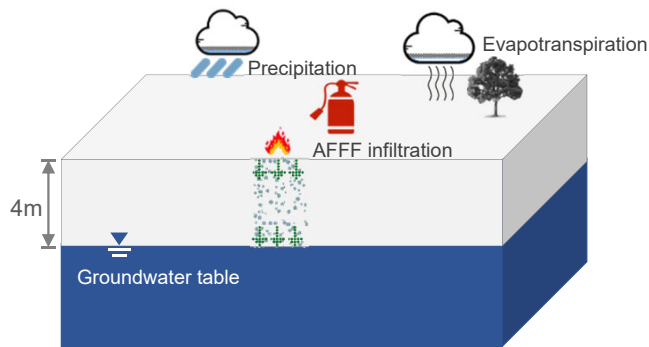 Evapotranspiration
Precipitation
AFFF infiltration
4m
Groundwater table